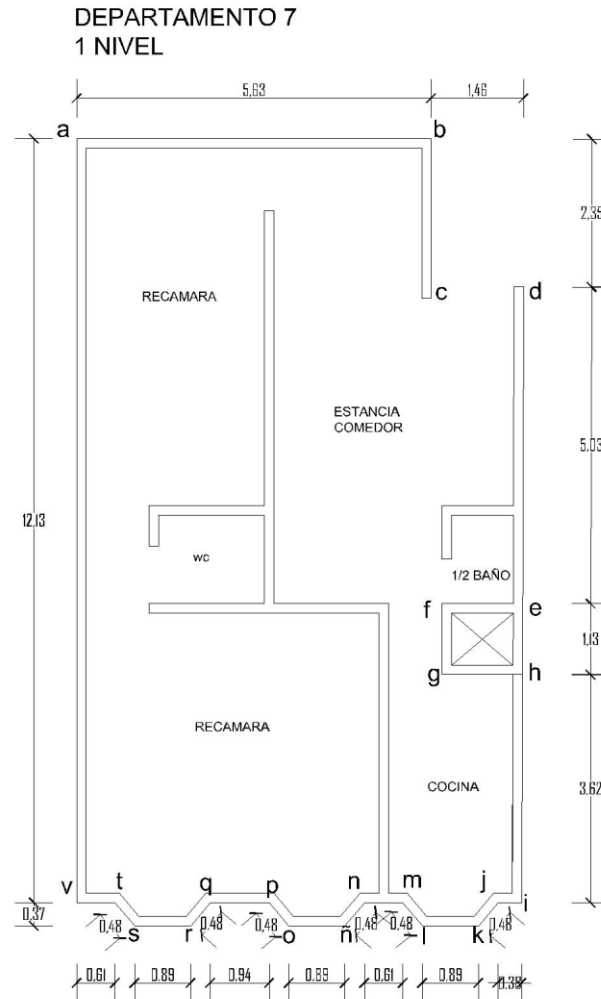 DEPARTAMENTO 7
1 NIVEL
5,63 1,46
a b
2,35
RECAMARA c d
ESTANCIA
COMEDOR
5,03
12,13
wc
1/2 BAÑO
f e
1,13
g h
RECAMARA
COCINA
3,62
v t q p n m j i
0,37 0,48 s r 0,48 0,48 o ñ 0,48 0,48 l k 0,48
0,61 0,89 0,94 0,89 0,61 0,89 0,38